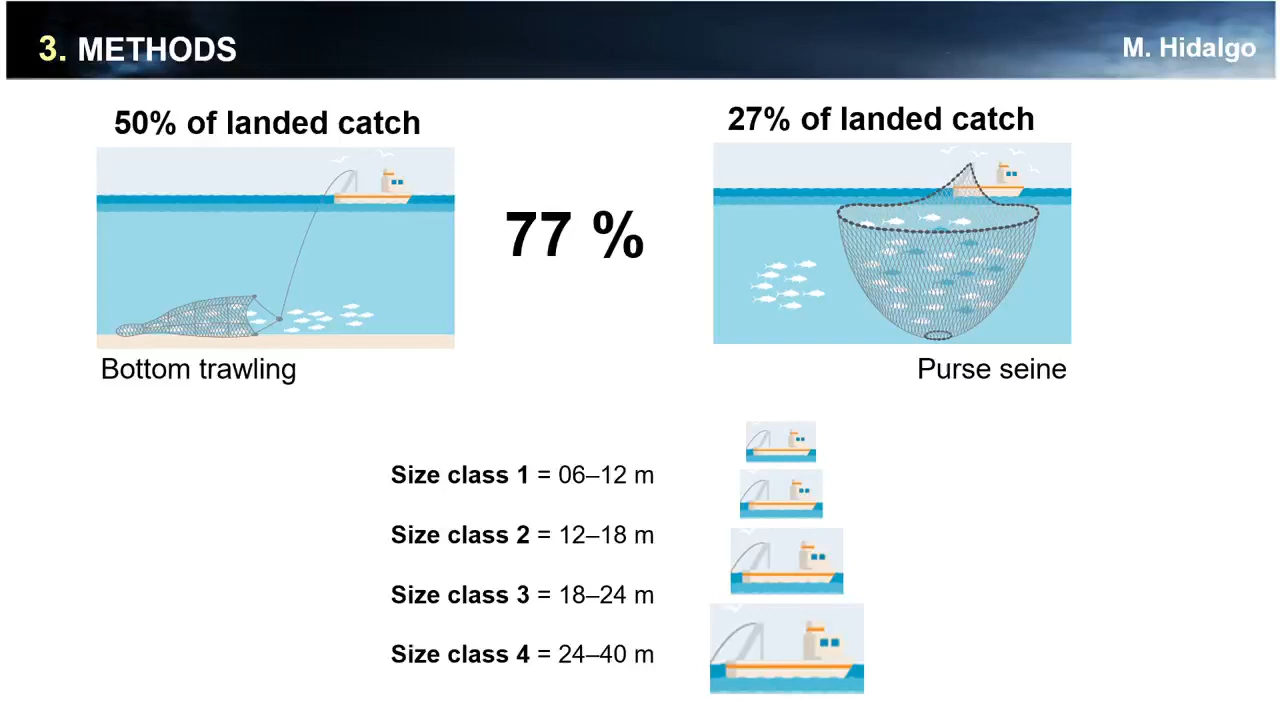 3. METHODS
M. Hidalgo
50% of landed catch
27% of landed catch
77 %
Bottom trawling
Purse seine
Size class 1 = 06–12 m
Size class 2 = 12–18 m
Size class 3 = 18–24 m
Size class 4 = 24–40 m